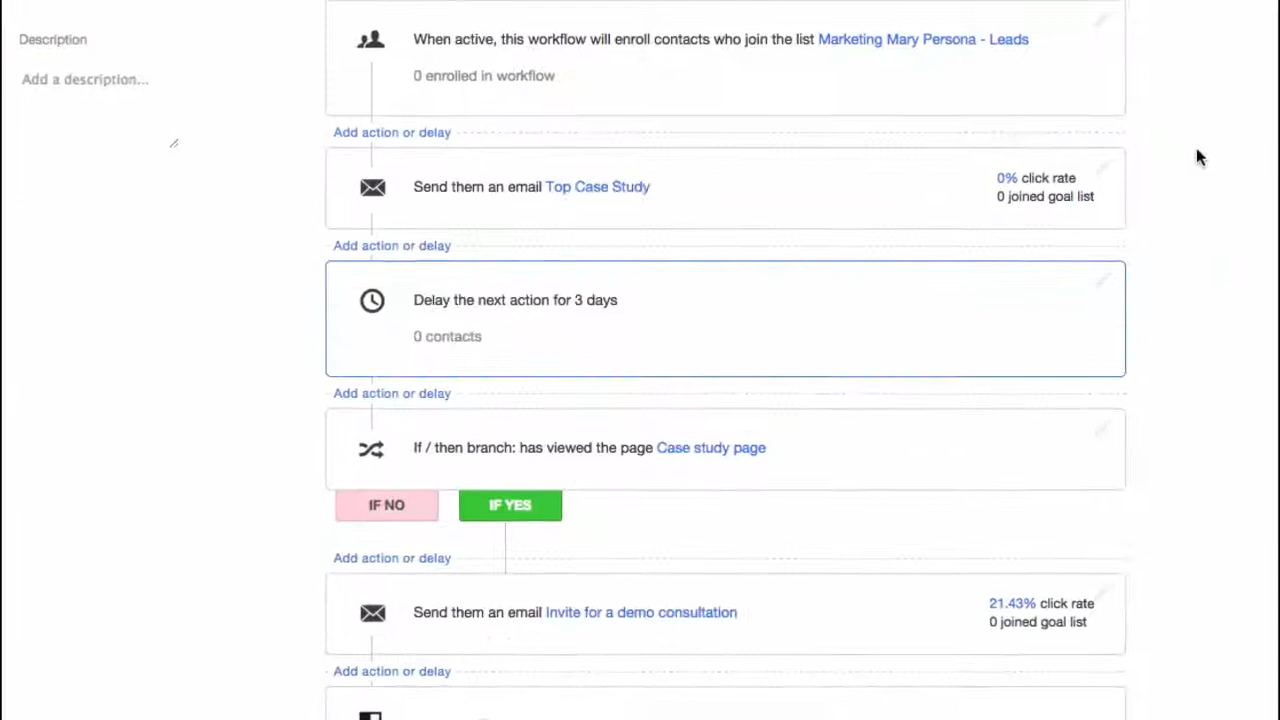 Description
Add a description...
When active, this workflow will enroll contacts who join the list Marketing Mary Persona - Leads
0 enrolled in workflow
Add action or delay
Send them an email Top Case Study
0% click rate
0 joined goal list
Add action or delay
Delay the next action for 3 days
0 contacts
Add action or delay
If / then branch: has viewed the page Case study page
IF NO
IF YES
Add action or delay
Send them an email Invite for a demo consultation
21.43% click rate
0 joined goal list
Add action or delay